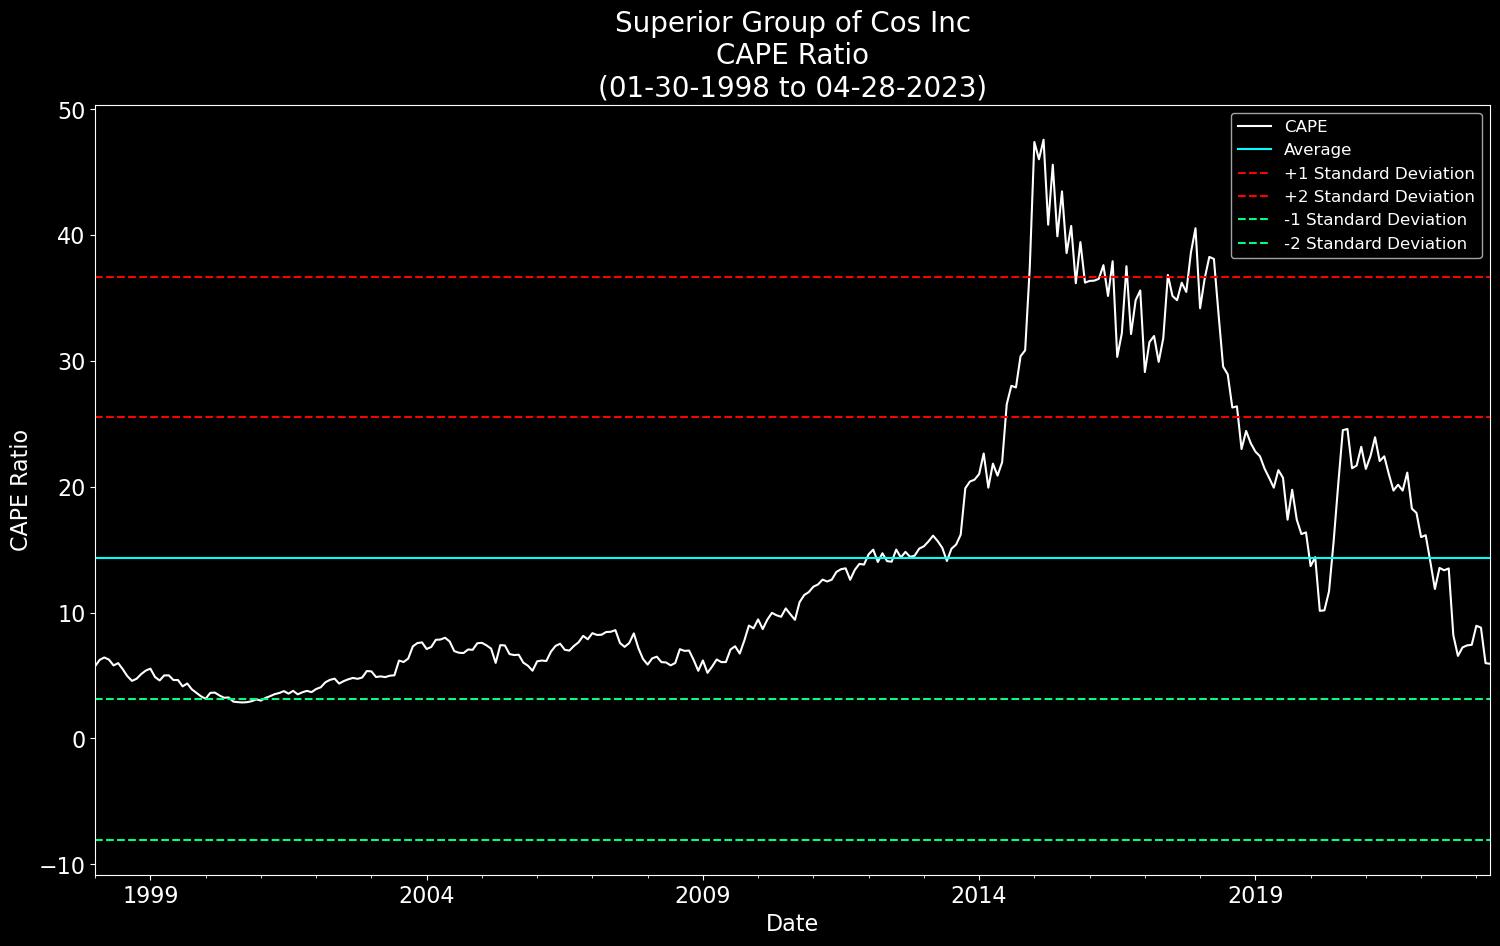 Superior Group of Cos Inc
CAPE Ratio
(01-30-1998 to 04-28-2023)
50
40
30
20
10
0
−10
CAPE Ratio
CAPE
Average
+1 Standard Deviation
+2 Standard Deviation
-1 Standard Deviation
-2 Standard Deviation
1999
2004
2009
2014
2019
Date